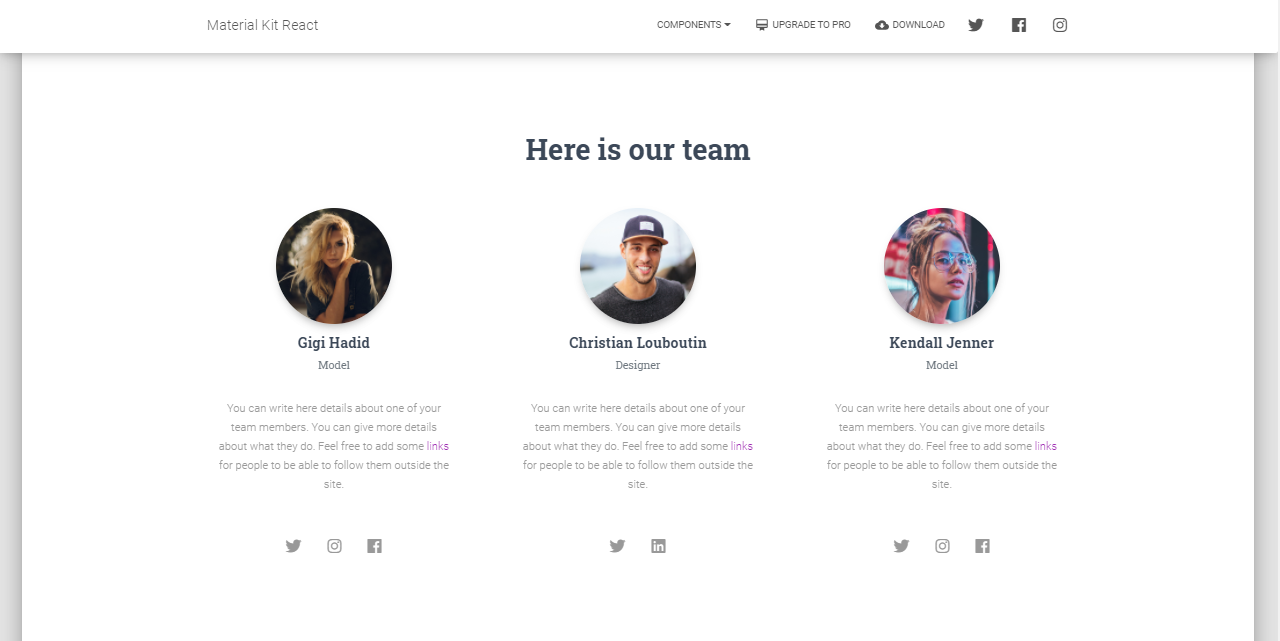 Material Kit React
COMPONENTS
UPGRADE TO PRO
DOWNLOAD
Here is our team
Gigi Hadid
Model
You can write here details about one of your
team members. You can give more details
about what they do. Feel free to add some links
for people to be able to follow them outside the
site.
Christian Louboutin
Designer
You can write here details about one of your
team members. You can give more details
about what they do. Feel free to add some links
for people to be able to follow them outside the
site.
Kendall Jenner
Model
You can write here details about one of your
team members. You can give more details
about what they do. Feel free to add some links
for people to be able to follow them outside the
site.